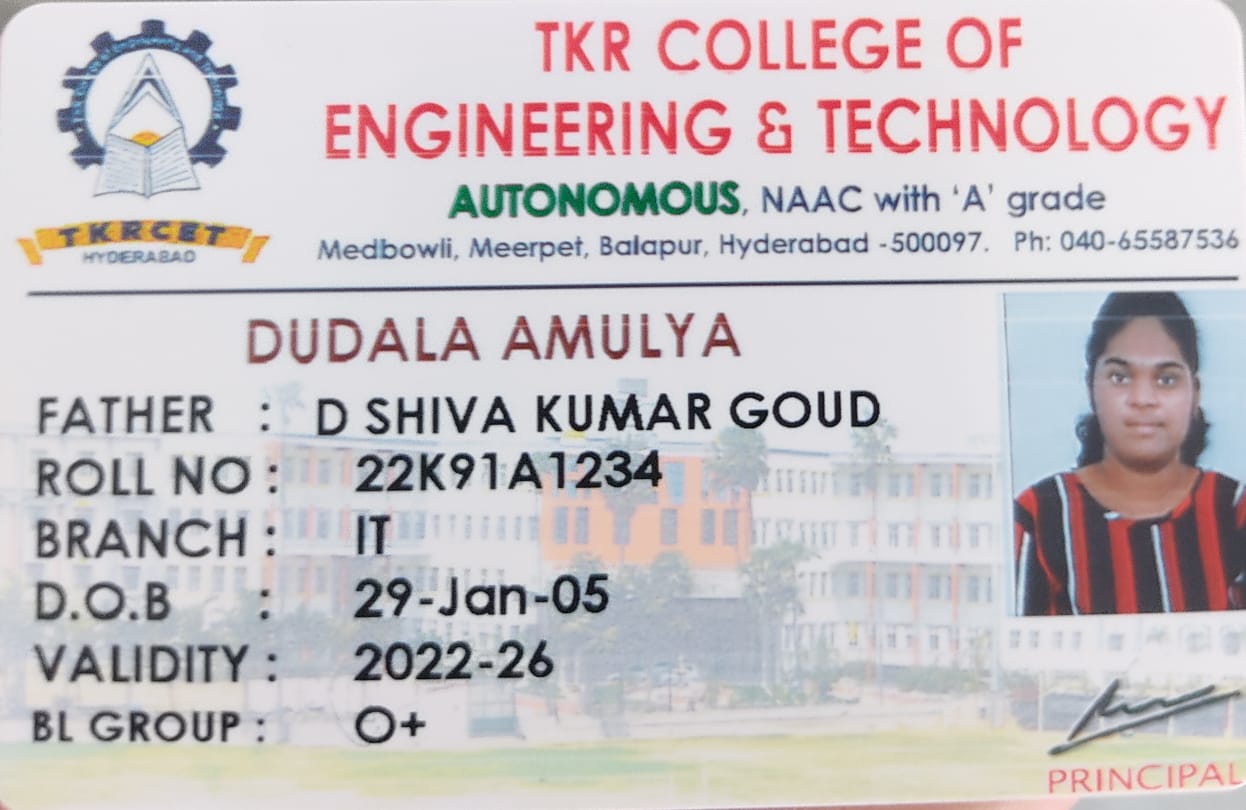 TKR COLLEGE OF
ENGINEERING & TECHNOLOGY
AUTONOMOUS, NAAC with ‘A’ grade
Medbowli, Meerpet, Balapur, Hyderabad -500097. Ph: 040-65587536
TKRCET
HYDERABAD
DUDALA AMULYA
FATHER : D SHIVA KUMAR GOUD
ROLL NO : 22K91A1234
BRANCH : IT
D.O.B : 29-Jan-05
VALIDITY : 2022-26
BL GROUP : O+
PRINCIPAL